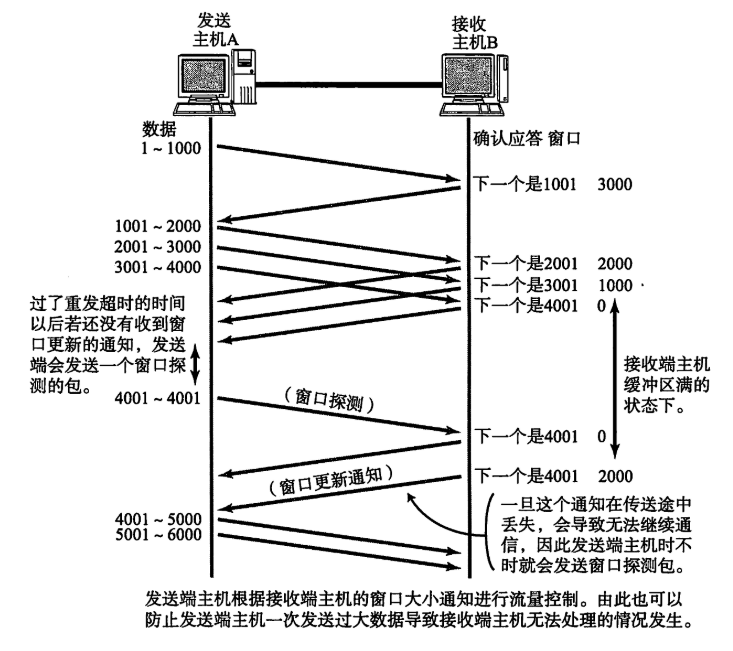 发送
主机A
接收
主机B
数据
确认应答 窗口
1 ~ 1000
下一个是1001 3000
1001 ~ 2000
2001 ~ 3000
3001 ~ 4000
下一个是2001 2000
下一个是3001 1000
下一个是4001 0
过了重发超时的时间
以后若还没有收到窗
口更新的通知，发送
端会发送一个窗口探
测的包。
接收端主机
缓冲区满的
状态下。
4001 ~ 4001
（窗口探测）
下一个是4001 0
下一个是4001 2000
（窗口更新通知）
一旦这个通知在传送途中
丢失，会导致无法继续通
信，因此发送端主机时不
时就会发送窗口探测包。
4001 ~ 5000
5001 ~ 6000
发送端主机根据接收端主机的窗口大小通知进行流量控制。由此也可以
防止发送端主机一次发送过大数据导致接收端主机无法处理的情况发生。